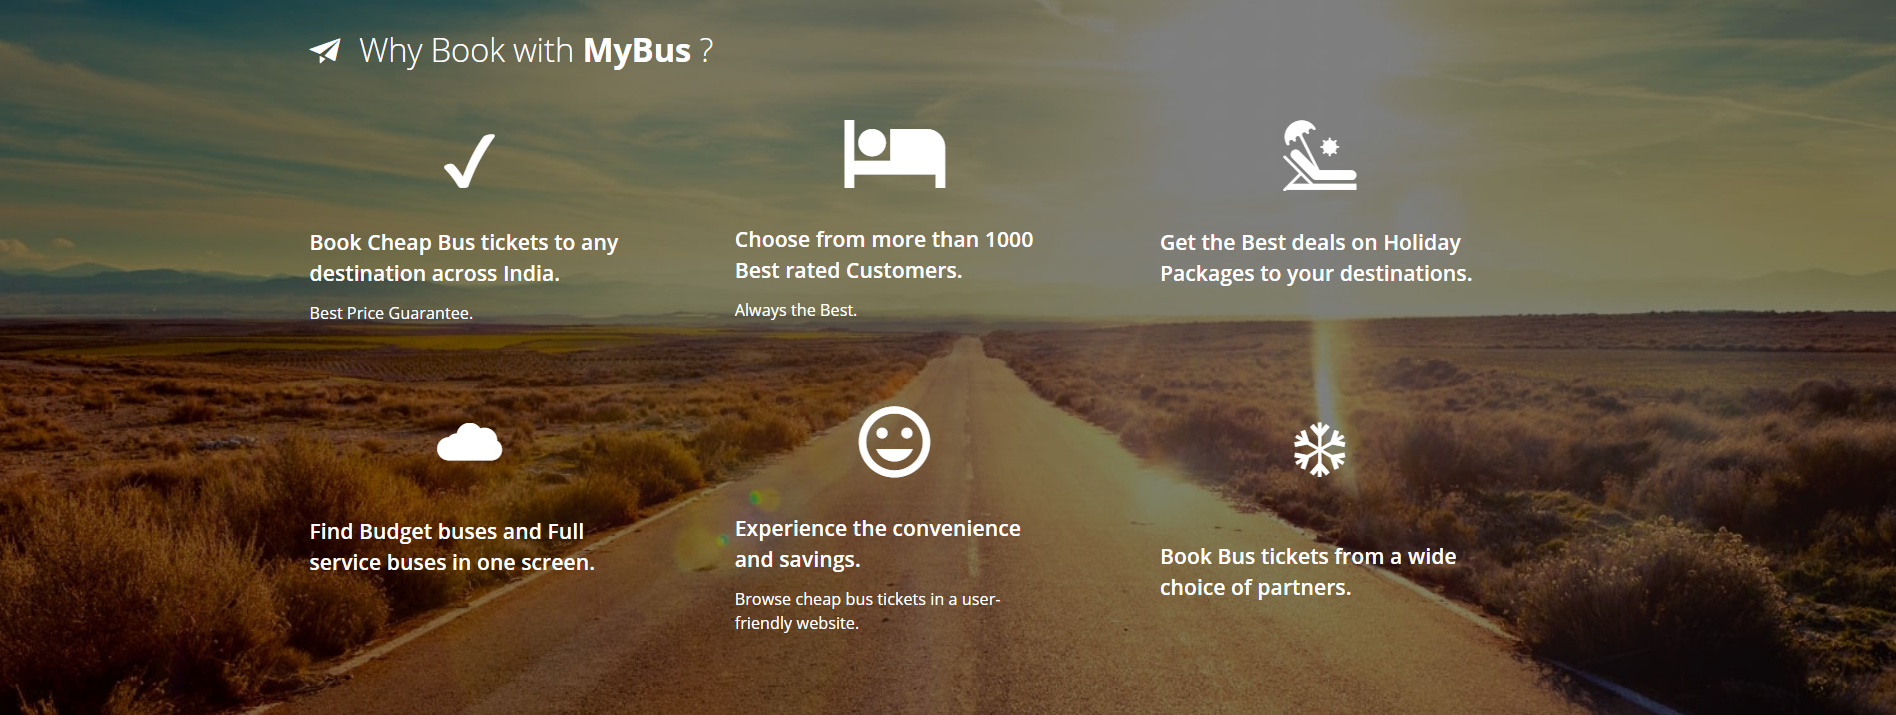 Why Book with MyBus ?
Book Cheap Bus tickets to any
destination across India.
Best Price Guarantee.
Choose from more than 1000
Best rated Customers.
Always the Best.
Get the Best deals on Holiday
Packages to your destinations.
Find Budget buses and Full
service buses in one screen.
Experience the convenience
and savings.
Browse cheap bus tickets in a user-
friendly website.
Book Bus tickets from a wide
choice of partners.